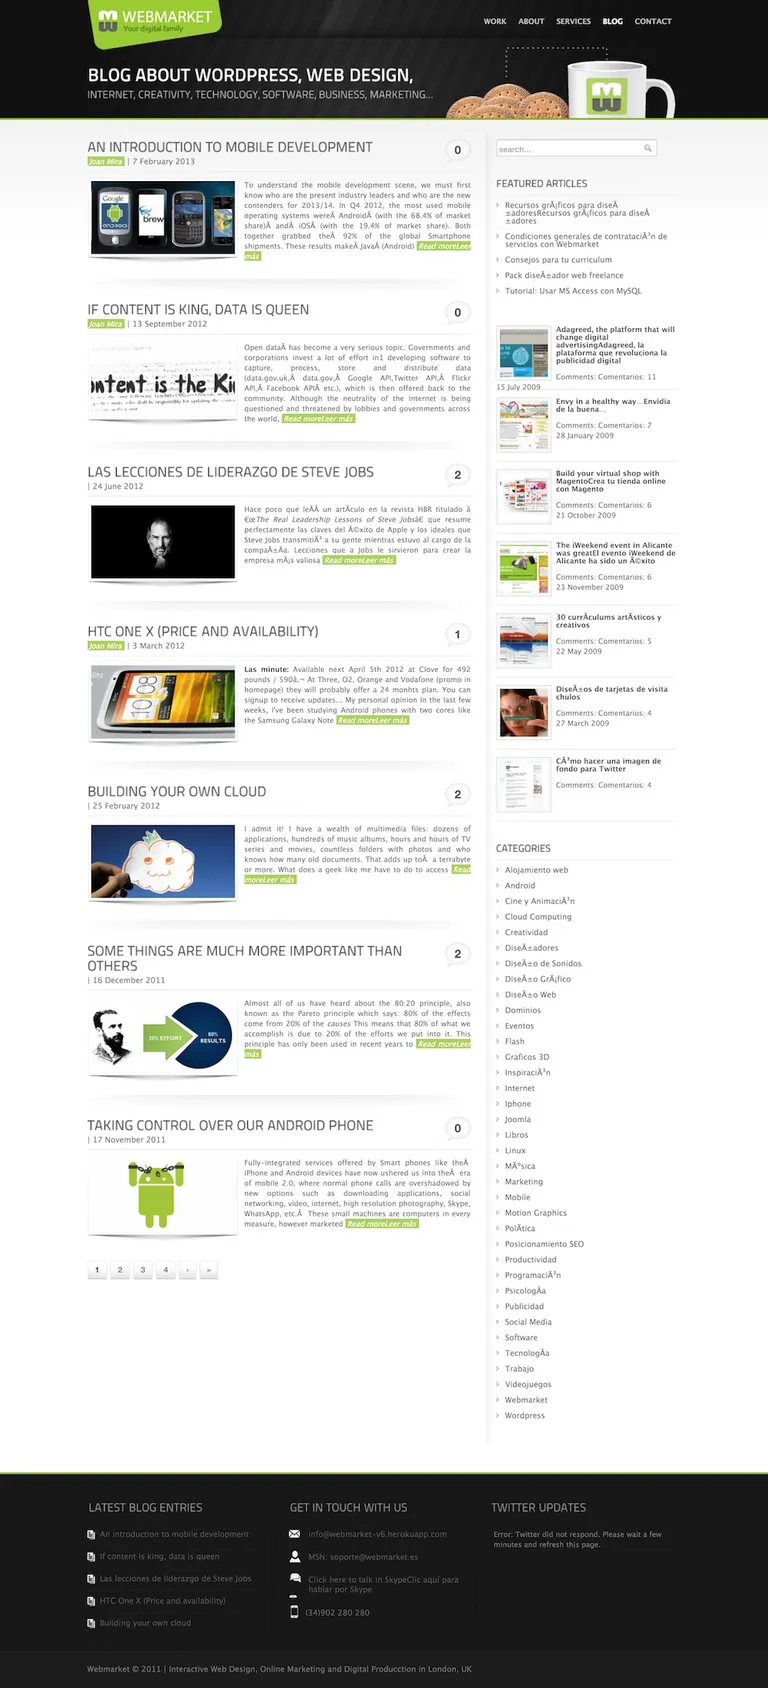 WEBMARKET
Your digital family
WORK ABOUT SERVICES BLOG CONTACT
BLOG ABOUT WORDPRESS, WEB DESIGN,
INTERNET, CREATIVITY, TECHNOLOGY, SOFTWARE, BUSINESS, MARKETING...
AN INTRODUCTION TO MOBILE DEVELOPMENT
0
Joan Mira | 7 February 2013
Google
ANDROID
brew
To understand the mobile development scene, we must first
know who are the present industry leaders and who are the new
contenders for 2013/14. In Q4 2012, the most used mobile
operating systems wereÂ AndroidÂ (with the 68.4% of market
share)Â andÂ iOSÂ (with the 19.4% of market share). Both
together grabbed theÂ 92% of the global Smartphone
shipments. These results makeÂ JavaÂ (Android) Read moreLeer
más
IF CONTENT IS KING, DATA IS QUEEN
0
Joan Mira | 13 September 2012
ntent is the Ki
Open dataÂ has become a very serious topic. Governments and
corporations invest a lot of effort in1 developing software to
capture, process, store and distribute data
(data.gov.uk,Â data.gov,Â Google API,Twitter API,Â Flickr
API,Â Facebook APIÂ etc.), which is then offered back to the
community. Although the neutrality of the Internet is being
questioned and threatened by lobbies and governments across
the world, Read moreLeer más
LAS LECCIONES DE LIDERAZGO DE STEVE JOBS
2
| 24 June 2012
Hace poco que leÃ­Â un artÃ­culo en la revista HBR titulado â
€œThe Real Leadership Lessons of Steve Jobsâ€ que resume
perfectamente las claves del Ã©xito de Apple y los ideales que
Steve Jobs transmitiÃ³ a su gente mientras estuvo al cargo de la
compaÃ±Ã­a. Lecciones que a Jobs le sirvieron para crear la
empresa mÃ¡s valiosa Read moreLeer más
HTC ONE X (PRICE AND AVAILABILITY)
1
Joan Mira | 3 March 2012
Las minute: Available next April 5th 2012 at Clove for 492
pounds / 590â‚¬ At Three, O2, Orange and Vodafone (promo in
homepage) they will probably offer a 24 monhts plan. You can
signup to receive updates... My personal opinion In the last few
weeks, I've been studying Android phones with two cores like
the Samsung Galaxy Note Read moreLeer más
BUILDING YOUR OWN CLOUD
2
| 25 February 2012
I admit it! I have a wealth of multimedia files: dozens of
applications, hundreds of music albums, hours and hours of TV
series and movies, countless folders with photos and who
knows how many old documents. That adds up toÂ a terrabyte
or more. What does a geek like me have to do to access Read
moreLeer más
SOME THINGS ARE MUCH MORE IMPORTANT THAN
OTHERS
2
| 16 December 2011
20% EFFORT
80%
RESULTS
Almost all of us have heard about the 80:20 principle, also
known as the Pareto principle which says: 80% of the effects
come from 20% of the causes This means that 80% of what we
accomplish is due to 20% of the efforts we put into it. This
principle has only been used in recent years to Read moreLeer
más
TAKING CONTROL OVER OUR ANDROID PHONE
0
| 17 November 2011
Fully-integrated services offered by Smart phones like theÂ
iPhone and Android devices have now ushered us into theÂ era
of mobile 2.0, where normal phone calls are overshadowed by
new options such as downloading applications, social
networking, video, internet, high resolution photography, Skype,
WhatsApp, etc.Â These small machines are computers in every
measure, however marketed Read moreLeer más
1 2 3 4 › »
search...
FEATURED ARTICLES
Recursos grÃ¡ficos para diseÃ
±adoresRecursos grÃ¡ficos para diseÃ
±adores
Condiciones generales de contrataciÃ³n de
servicios con Webmarket
Consejos para tu curriculum
Pack diseÃ±ador web freelance
Tutorial: Usar MS Access con MySQL
Adagreed, the platform that will
change digital
advertisingAdagreed, la
plataforma que revoluciona la
publicidad digital
Comments: Comentarios: 11
15 July 2009
Envy in a healthy way...Envidia
de la buena...
Comments: Comentarios: 7
28 January 2009
Build your virtual shop with
MagentoCrea tu tienda online
con Magento
Comments: Comentarios: 6
21 October 2009
The iWeekend event in Alicante
was greatEl evento iWeekend de
Alicante ha sido un Ã©xito
Comments: Comentarios: 6
23 November 2009
30 currÃ­culums artÃ­sticos y
creativos
Comments: Comentarios: 5
22 May 2009
DiseÃ±os de tarjetas de visita
chulos
Comments: Comentarios: 4
27 March 2009
CÃ³mo hacer una imagen de
fondo para Twitter
Comments: Comentarios: 4
CATEGORIES
Alojamiento web
Android
Cine y AnimaciÃ³n
Cloud Computing
Creatividad
DiseÃ±adores
DiseÃ±o de Sonidos
DiseÃ±o GrÃ¡fico
DiseÃ±o Web
Dominios
Eventos
Flash
Graficos 3D
InspiraciÃ³n
Internet
Iphone
Joomla
Libros
Linux
MÃºsica
Marketing
Mobile
Motion Graphics
PolÃ­tica
Posicionamiento SEO
Productividad
ProgramaciÃ³n
PsicologÃ­a
Publicidad
Social Media
Software
TecnologÃ­a
Trabajo
Videojuegos
Webmarket
Wordpress
LATEST BLOG ENTRIES
An introduction to mobile development
If content is king, data is queen
Las lecciones de liderazgo de Steve Jobs
HTC One X (Price and availability)
Building your own cloud
GET IN TOUCH WITH US
info@webmarket-v6.herokuapp.com
MSN: soporte@webmarket.es
Click here to talk in SkypeClic aquí para
hablar por Skype
(34)902 280 280
TWITTER UPDATES
Error: Twitter did not respond. Please wait a few
minutes and refresh this page.
Webmarket © 2011 | Interactive Web Design, Online Marketing and Digital Producction in London, UK